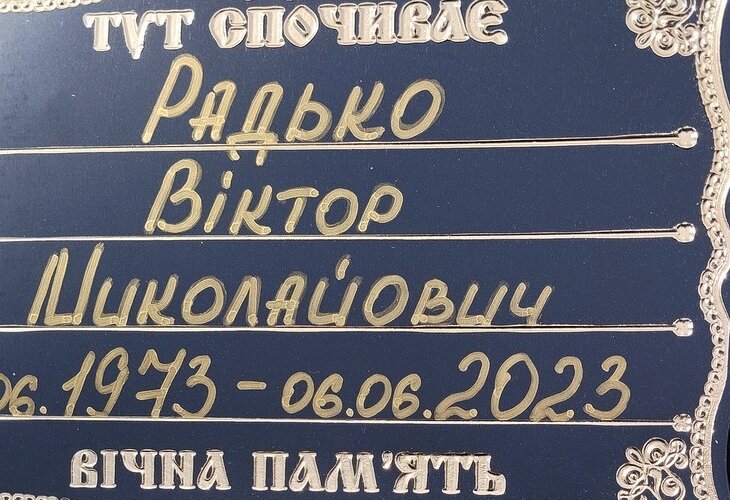 ТУТ СПОЧИВАЄ
Радько
Віктор
Миколайович
06.1973 – 06.06.2023
ВІЧНА ПАМ'ЯТЬ